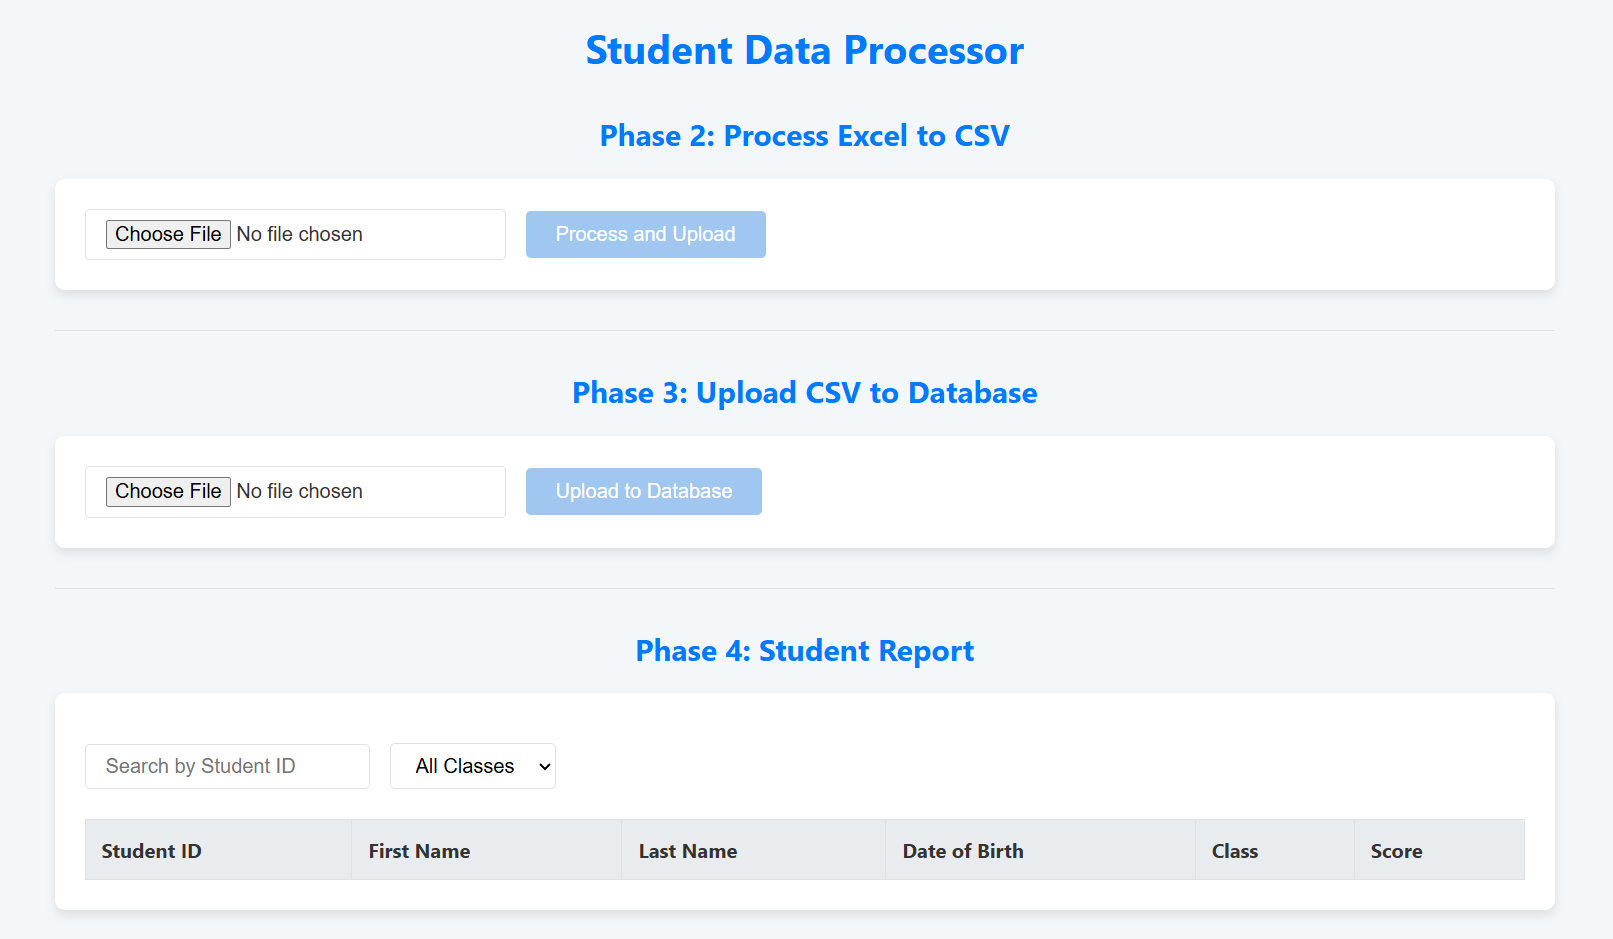 Student Data Processor
Phase 2: Process Excel to CSV
Choose File No file chosen Process and Upload
Phase 3: Upload CSV to Database
Choose File No file chosen Upload to Database
Phase 4: Student Report
Search by Student ID All Classes
Student ID First Name Last Name Date of Birth Class Score